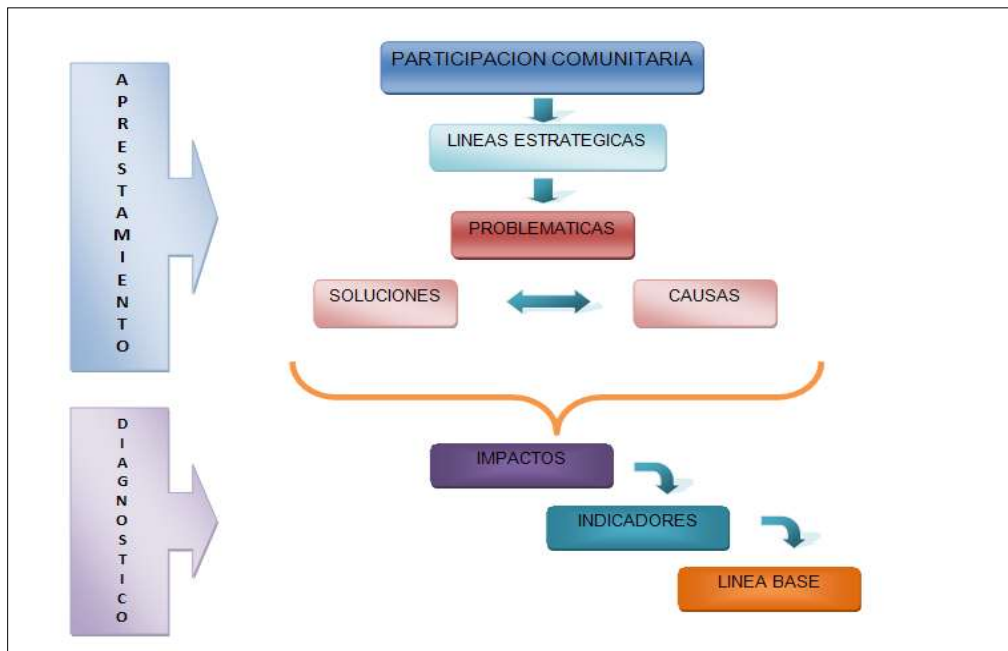 APRESTAMIENTO
PARTICIPACION COMUNITARIA
LINEAS ESTRATEGICAS
PROBLEMATICAS
SOLUCIONES
CAUSAS
DIAGNOSTICO
IMPACTOS
INDICADORES
LINEA BASE